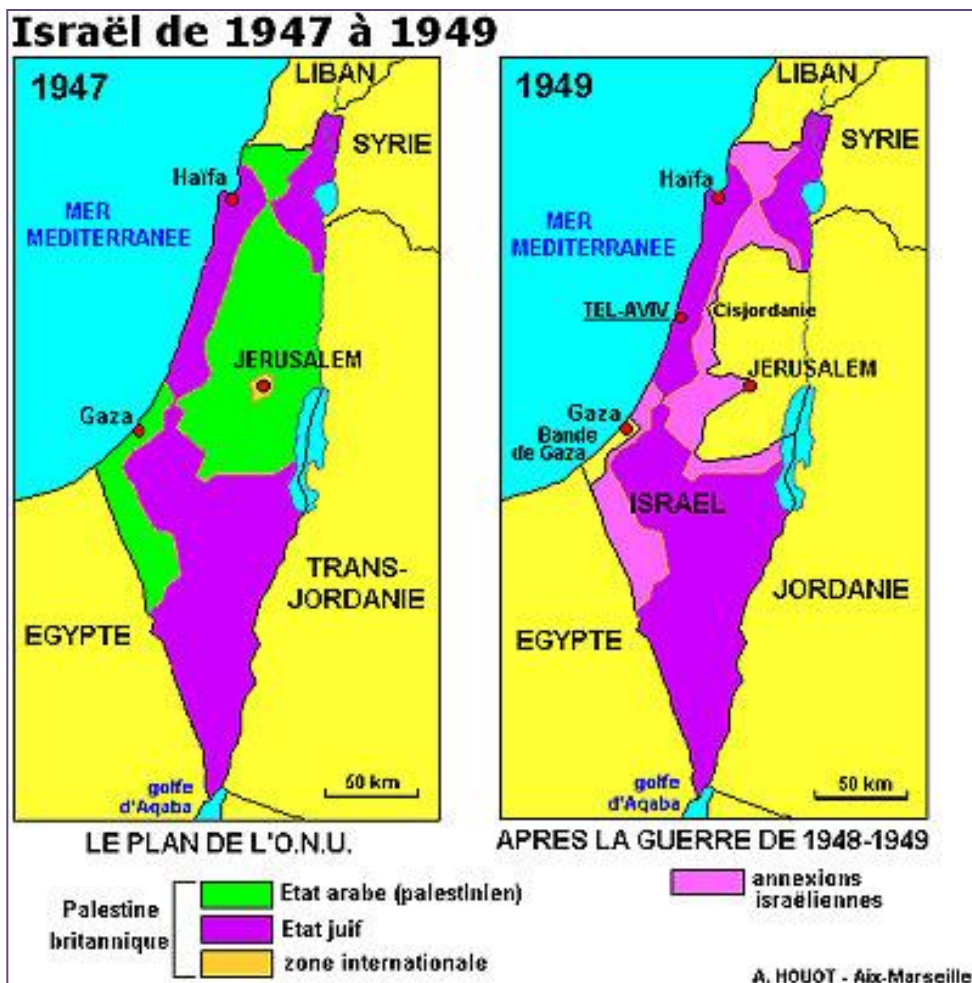 Israël de 1947 à 1949
1947
LIBAN
SYRIE
Haïfa
MER
MEDITERRANEE
JERUSALEM
Gaza
TRANS-
JORDANIE
EGYPTE
golfe
d'Aqaba
50 km
LE PLAN DE L'O.N.U.
1949
LIBAN
SYRIE
Haïfa
MER
MEDITERRANEE
TEL-AVIV
Cisjordanie
JERUSALEM
Gaza
Bande
de Gaza
ISRAEL
JORDANIE
EGYPTE
golfe
d'Aqaba
50 km
APRES LA GUERRE DE 1948-1949
Palestine
britannique
Etat arabe (palestinien)
Etat juif
zone internationale
annexions
israëliennes
A. HOUOT - Aix-Marseille